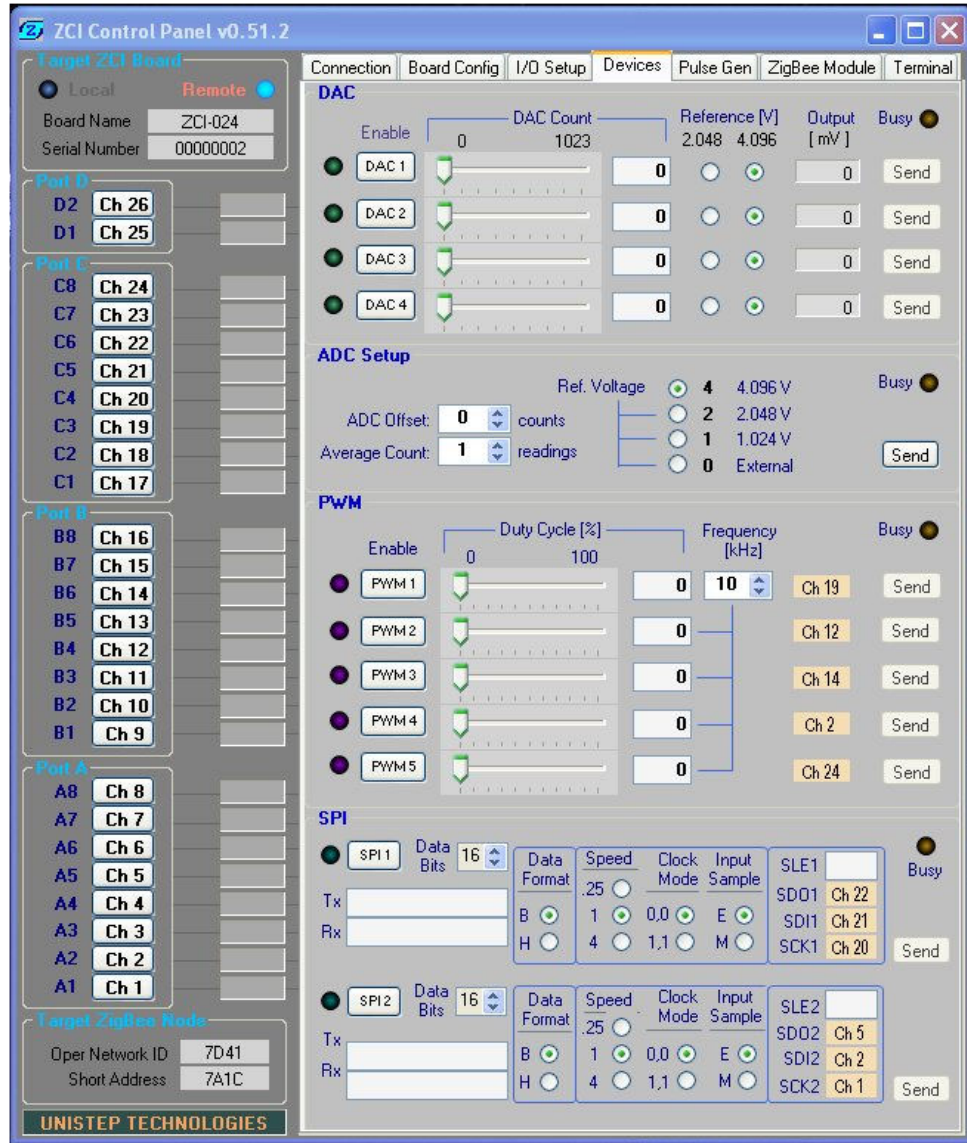 ZCI Control Panel v0.51.2
Target ZCI Board
Local Remote
Board Name ZCI-024
Serial Number 00000002
Port D
D2 Ch 26
D1 Ch 25
Port C
C8 Ch 24
C7 Ch 23
C6 Ch 22
C5 Ch 21
C4 Ch 20
C3 Ch 19
C2 Ch 18
C1 Ch 17
Port B
B8 Ch 16
B7 Ch 15
B6 Ch 14
B5 Ch 13
B4 Ch 12
B3 Ch 11
B2 Ch 10
B1 Ch 9
Port A
A8 Ch 8
A7 Ch 7
A6 Ch 6
A5 Ch 5
A4 Ch 4
A3 Ch 3
A2 Ch 2
A1 Ch 1
Target ZigBee Node
Oper Network ID 7D41
Short Address 7A1C
UNISTEP TECHNOLOGIES
Connection Board Config I/O Setup Devices Pulse Gen ZigBee Module Terminal
DAC
Enable DAC Count Reference [V] Output Busy
0 1023 2.048 4.096 [ mV ]
DAC 1 0 0 Send
DAC 2 0 0 Send
DAC 3 0 0 Send
DAC 4 0 0 Send
ADC Setup
Ref. Voltage 4 4.096 V Busy
ADC Offset: 0 counts 2 2.048 V
Average Count: 1 readings 1 1.024 V
0 External Send
PWM
Enable Duty Cycle [%] Frequency Busy
0 100 [kHz]
PWM 1 0 10 Ch 19 Send
PWM 2 0 Ch 12 Send
PWM 3 0 Ch 14 Send
PWM 4 0 Ch 2 Send
PWM 5 0 Ch 24 Send
SPI
SPI 1 Data Bits 16 Data Format Speed Clock Mode Input Sample SLE1 Busy
Tx .25 SDO1 Ch 22
Rx B 1 0,0 E SDI1 Ch 21
H 4 1,1 M SCK1 Ch 20 Send
SPI 2 Data Bits 16 Data Format Speed Clock Mode Input Sample SLE2
Tx .25 SDO2 Ch 5
Rx B 1 0,0 E SDI2 Ch 2
H 4 1,1 M SCK2 Ch 1 Send